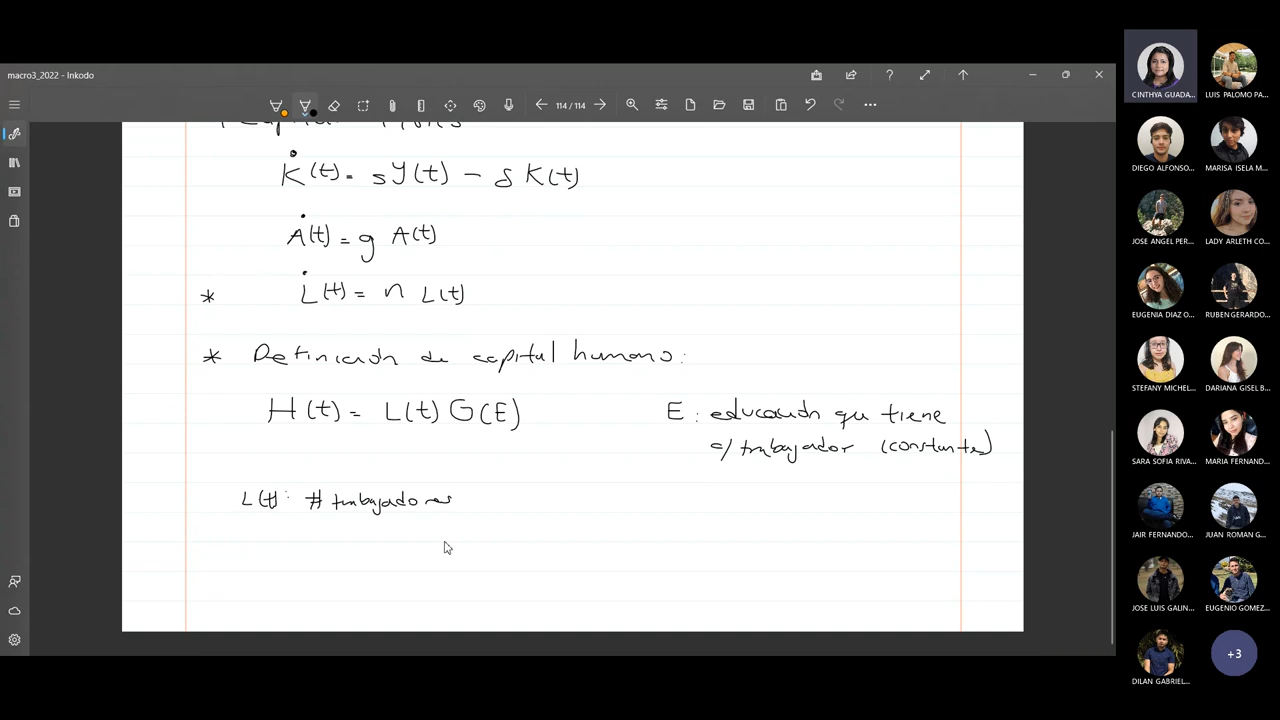 macro3_2022 - Inkodo
114 / 114
K̇(t) = sY(t) - δK(t)
Ȧ(t) = g A(t)
* L̇(t) = n L(t)
* Definición de capital humano:
H(t) = L(t) G(E)
E : educación que tiene
c/ trabajador (constantes)
L(t): # trabajadores
CINTHYA GUADA...
LUIS PALOMO PA...
DIEGO ALFONSO...
MARISA ISELA M...
JOSE ANGEL PER...
LADY ARLETH CO...
EUGENIA DIAZ O...
RUBEN GERARDO...
STEFANY MICHEL...
DARIANA GISEL B...
SARA SOFIA RIVA...
MARIA FERNAND...
JAIR FERNANDO...
JUAN ROMAN G...
JOSE LUIS GALIN...
EUGENIO GOMEZ...
DILAN GABRIEL...
+3